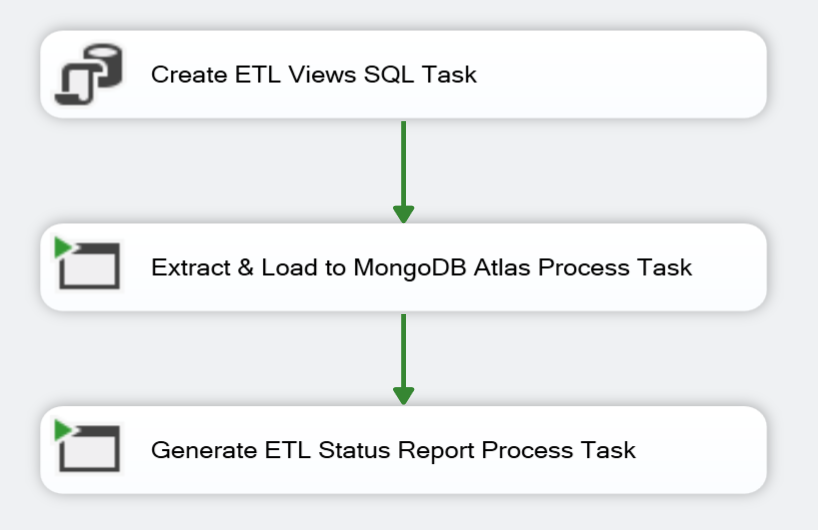 Create ETL Views SQL Task
Extract & Load to MongoDB Atlas Process Task
Generate ETL Status Report Process Task